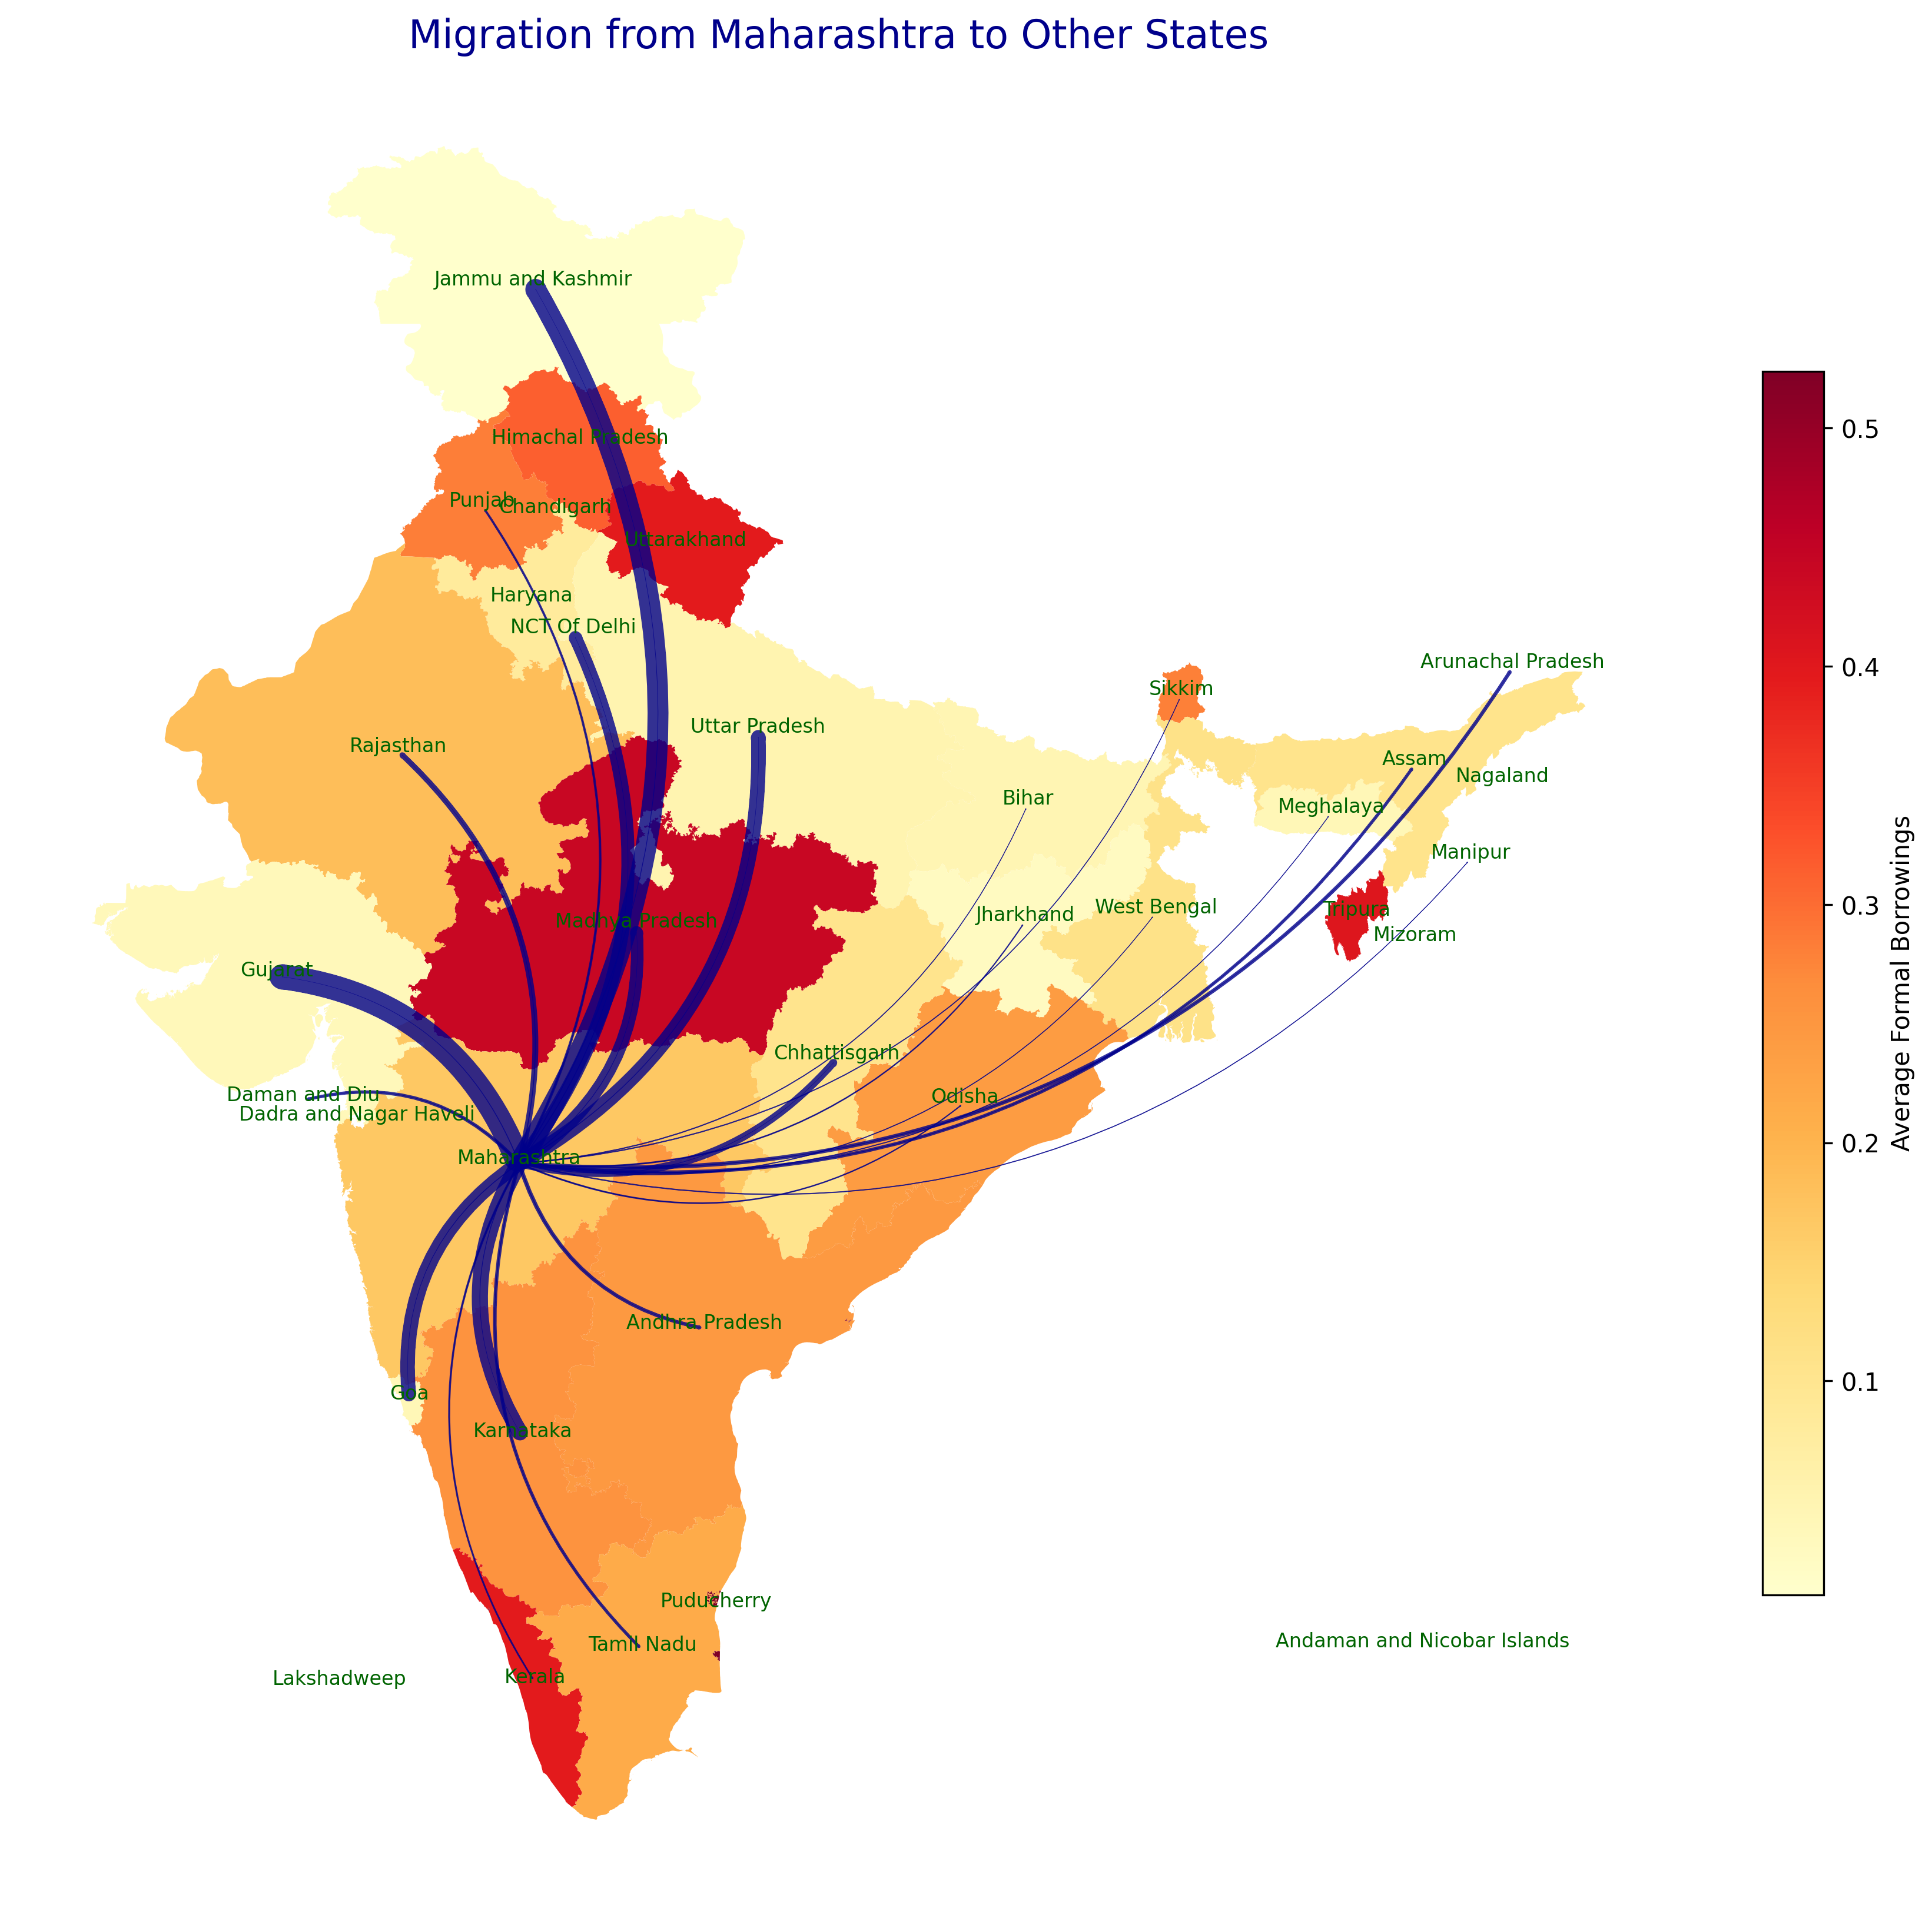 Migration from Maharashtra to Other States
Jammu and Kashmir
Himachal Pradesh
Punjab
Chandigarh
Uttarakhand
Haryana
NCT Of Delhi
Arunachal Pradesh
Sikkim
Uttar Pradesh
Rajasthan
Assam
Nagaland
Bihar
Meghalaya
Manipur
West Bengal
Tripura
Jharkhand
Madhya Pradesh
Mizoram
Gujarat
Chhattisgarh
Daman and Diu
Odisha
Dadra and Nagar Haveli
Maharashtra
Andhra Pradesh
Goa
Karnataka
Puducherry
Tamil Nadu
Andaman and Nicobar Islands
Kerala
Lakshadweep
0.5
0.4
0.3
0.2
0.1
Average Formal Borrowings